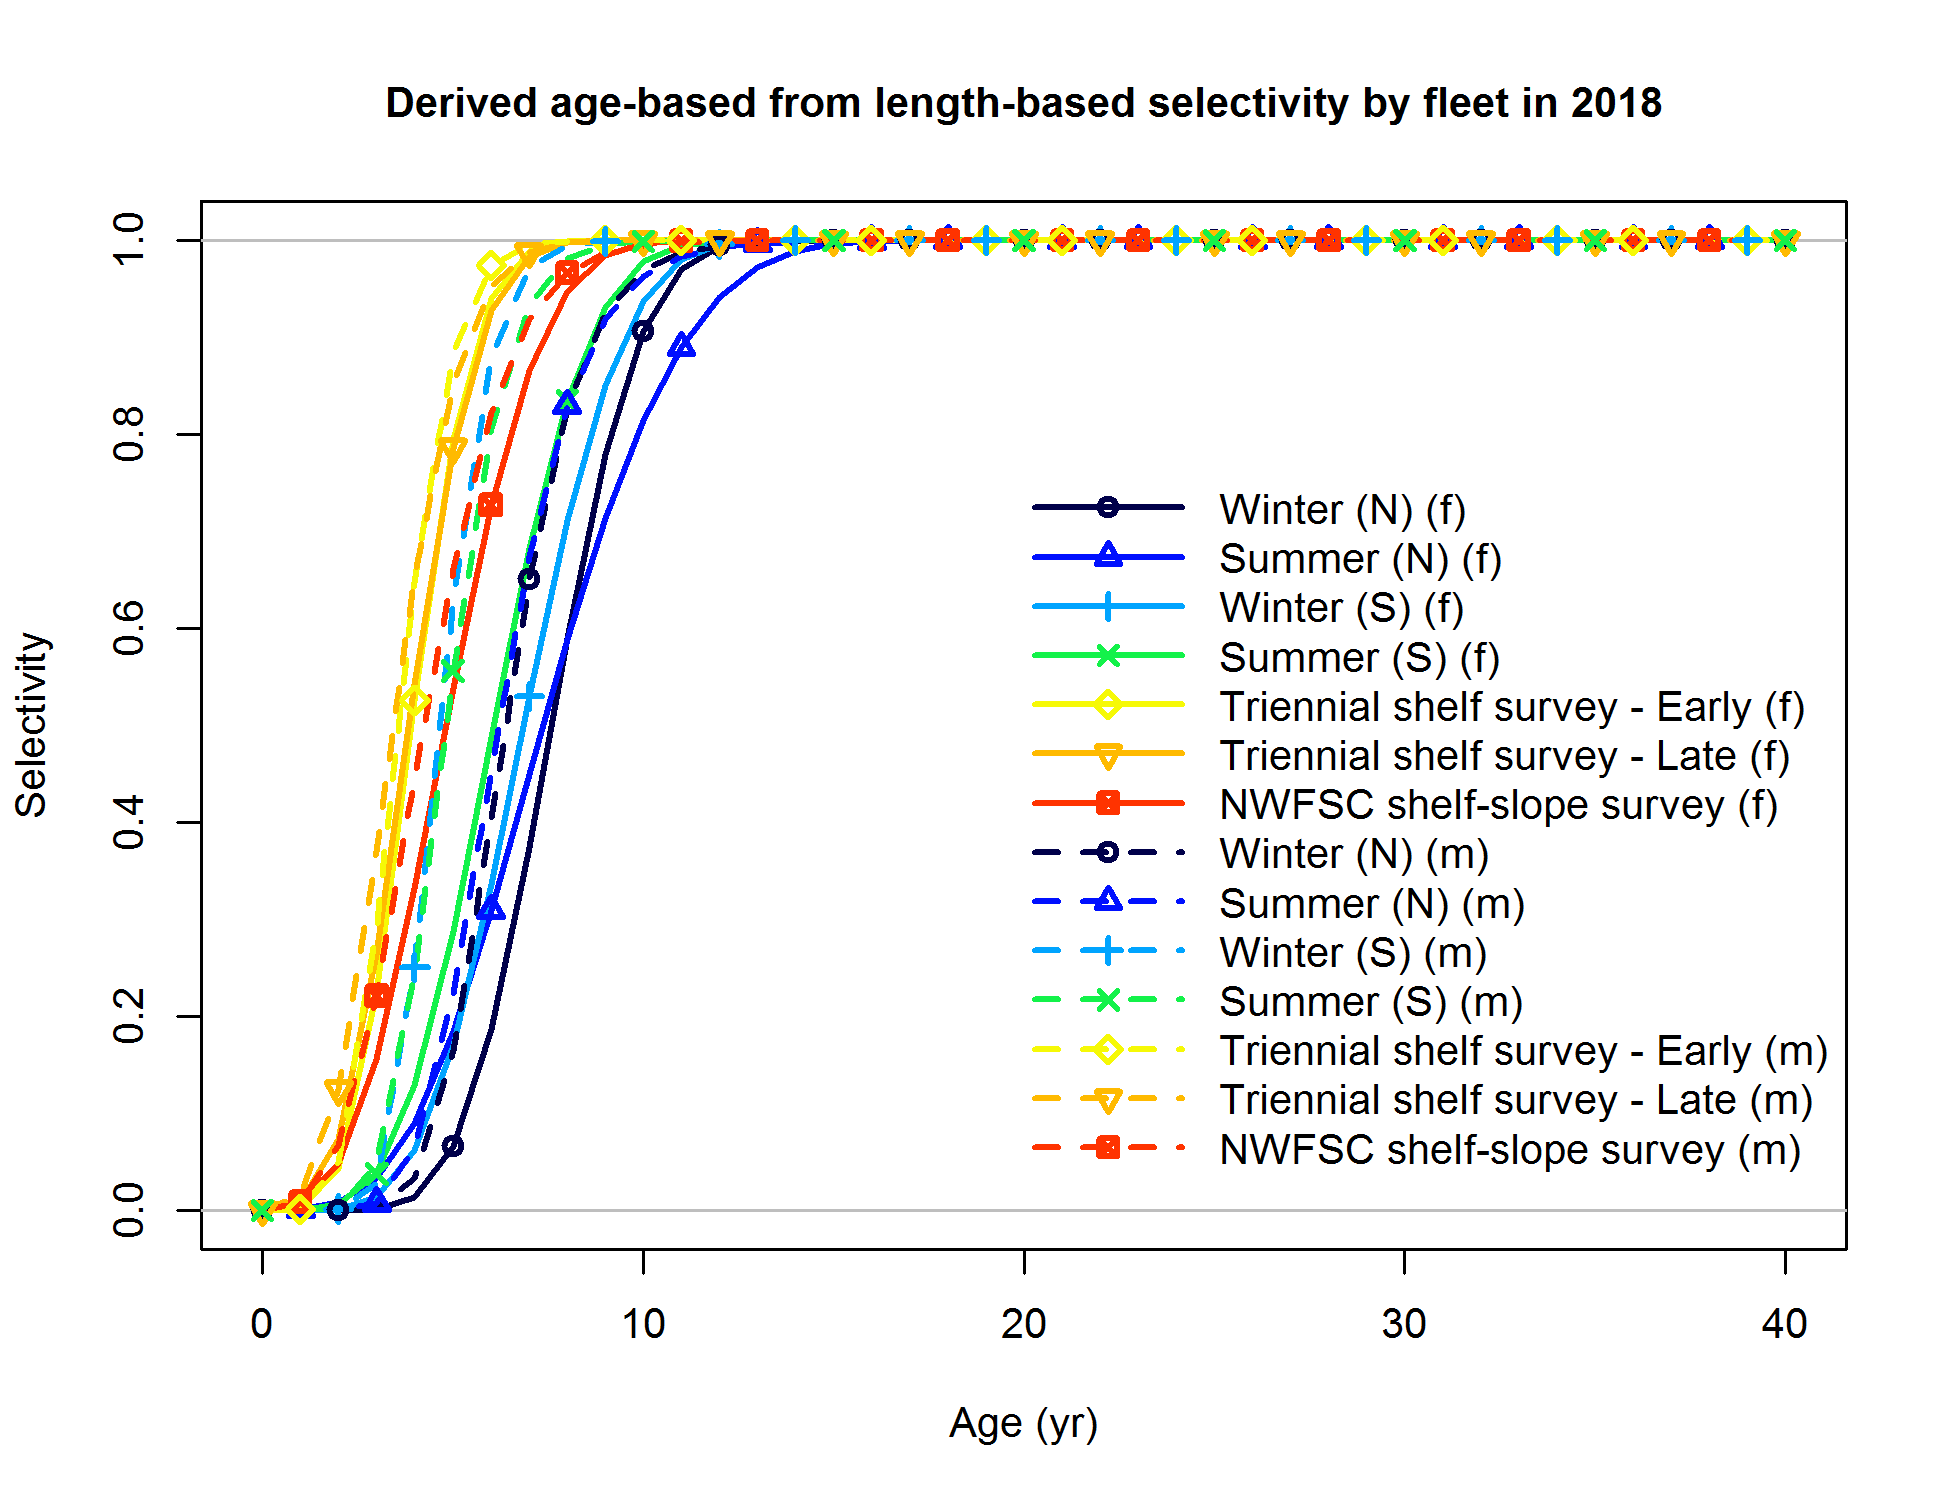 Derived age-based from length-based selectivity by fleet in 2018
1.0
0.8
0.6
0.4
0.2
0.0
Selectivity
Winter (N) (f)
Summer (N) (f)
Winter (S) (f)
Summer (S) (f)
Triennial shelf survey - Early (f)
Triennial shelf survey - Late (f)
NWFSC shelf-slope survey (f)
Winter (N) (m)
Summer (N) (m)
Winter (S) (m)
Summer (S) (m)
Triennial shelf survey - Early (m)
Triennial shelf survey - Late (m)
NWFSC shelf-slope survey (m)
0 10 20 30 40
Age (yr)